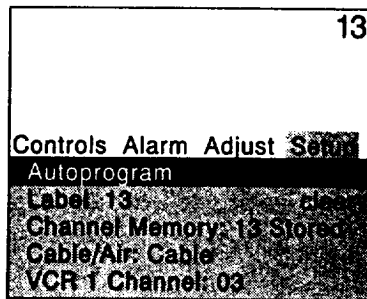 13
Controls Alarm Adjust Setup
Autoprogram
Label: 13 clear
Channel Memory: 13 Stored
Cable/Air: Cable
VCR 1 Channel: 03